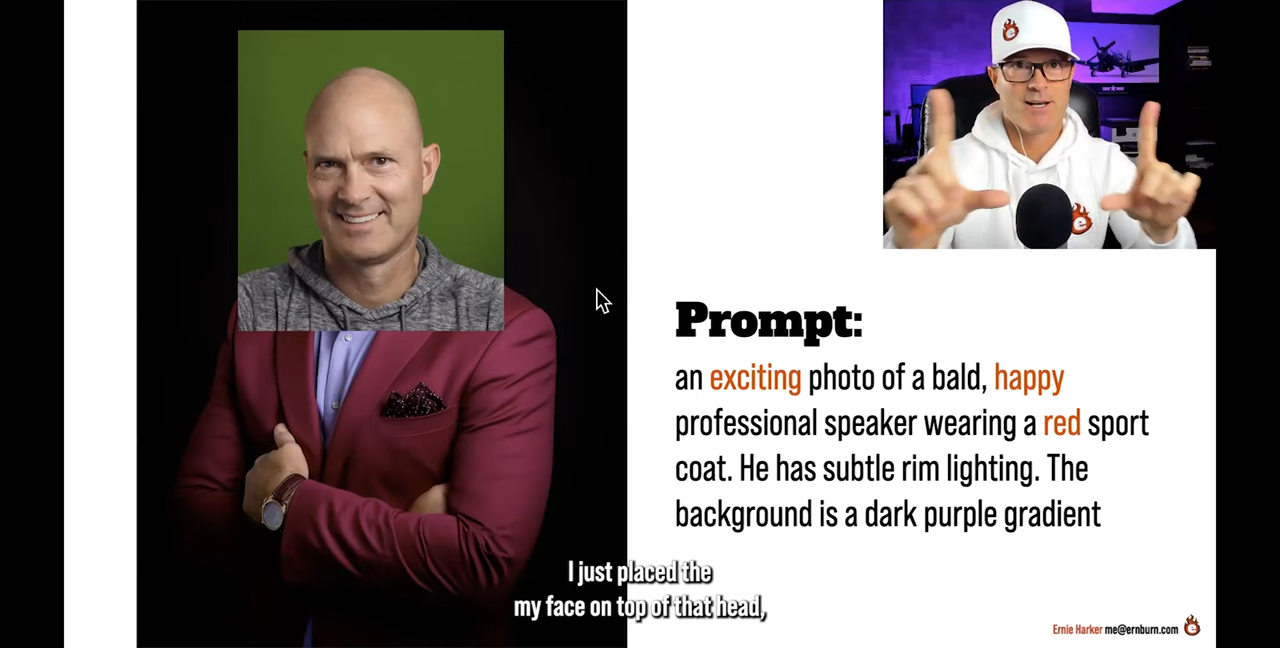 Prompt:
an exciting photo of a bald, happy
professional speaker wearing a red sport
coat. He has subtle rim lighting. The
background is a dark purple gradient
I just placed the
my face on top of that head,
Ernie Harker me@ernburn.com